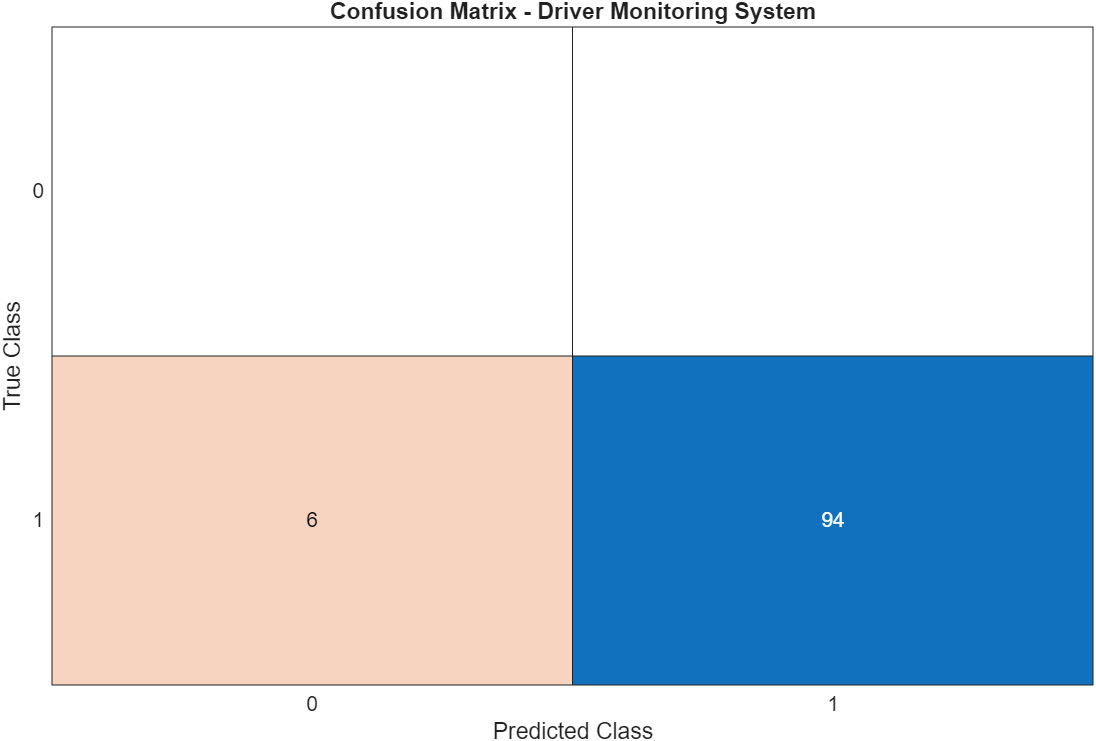 Confusion Matrix - Driver Monitoring System
True Class
0
1
6
94
0
1
Predicted Class